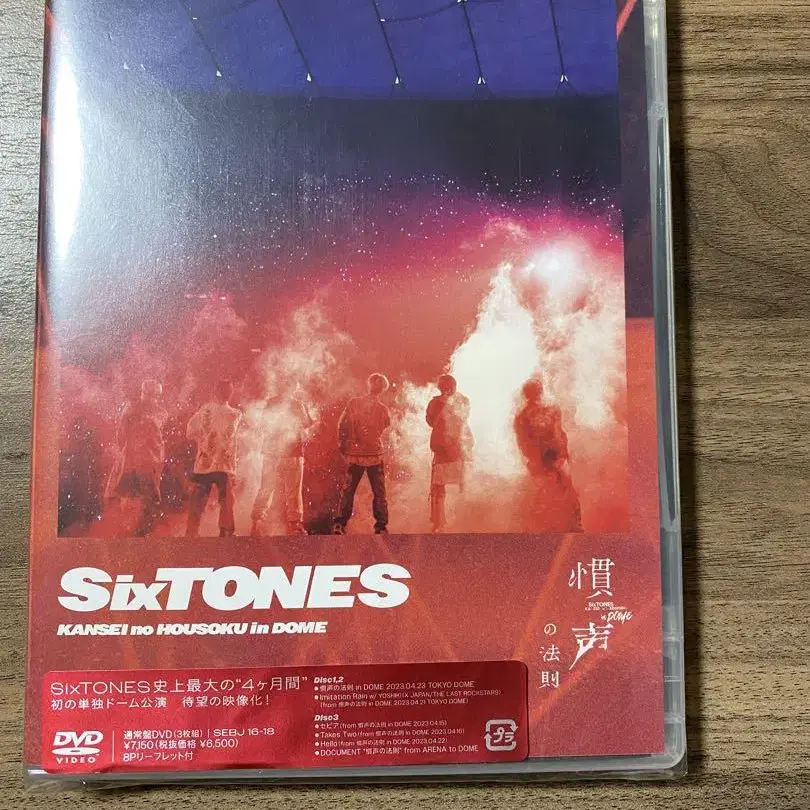 SixTONES
KANSEI no HOUSOKU in DOME
慣声の法則
SixTONES
in DOME
SixTONES史上最大の“4ヶ月間”
初の単独ドーム公演 待望の映像化！
DVD
VIDEO
通常盤DVD（3枚組） | SEBJ 16-18
¥7,150（税抜価格 ¥6,500）
8Pリーフレット付
Disc1,2
●慣声の法則 in DOME 2023.04.23 TOKYO DOME
●Imitation Rain w/ YOSHIKI (X JAPAN/THE LAST ROCKSTARS)
(from 慣声の法則 in DOME 2023.04.21 TOKYO DOME)
Disc3
●セビア (from 慣声の法則 in DOME 2023.04.15)
●Takes Two (from 慣声の法則 in DOME 2023.04.16)
●Hello (from 慣声の法則 in DOME 2023.04.22)
●DOCUMENT “慣声の法則” from ARENA to DOME
プラ